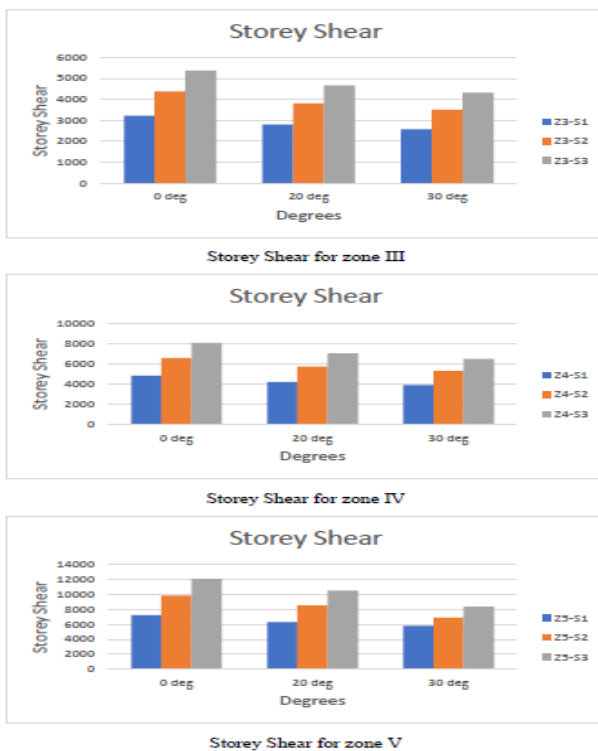 Storey Shear
6000
5000
4000
3000
2000
1000
0
Storey Shear
0 deg 20 deg 30 deg
Degrees
Z3-S1
Z3-S2
Z3-S3
Storey Shear for zone III
Storey Shear
10000
8000
6000
4000
2000
0
Storey Shear
0 deg 20 deg 30 deg
Degrees
Z4-S1
Z4-S2
Z4-S3
Storey Shear for zone IV
Storey Shear
14000
12000
10000
8000
6000
4000
2000
0
Storey Shear
0 deg 20 deg 30 deg
Degrees
Z5-S1
Z5-S2
Z5-S3
Storey Shear for zone V